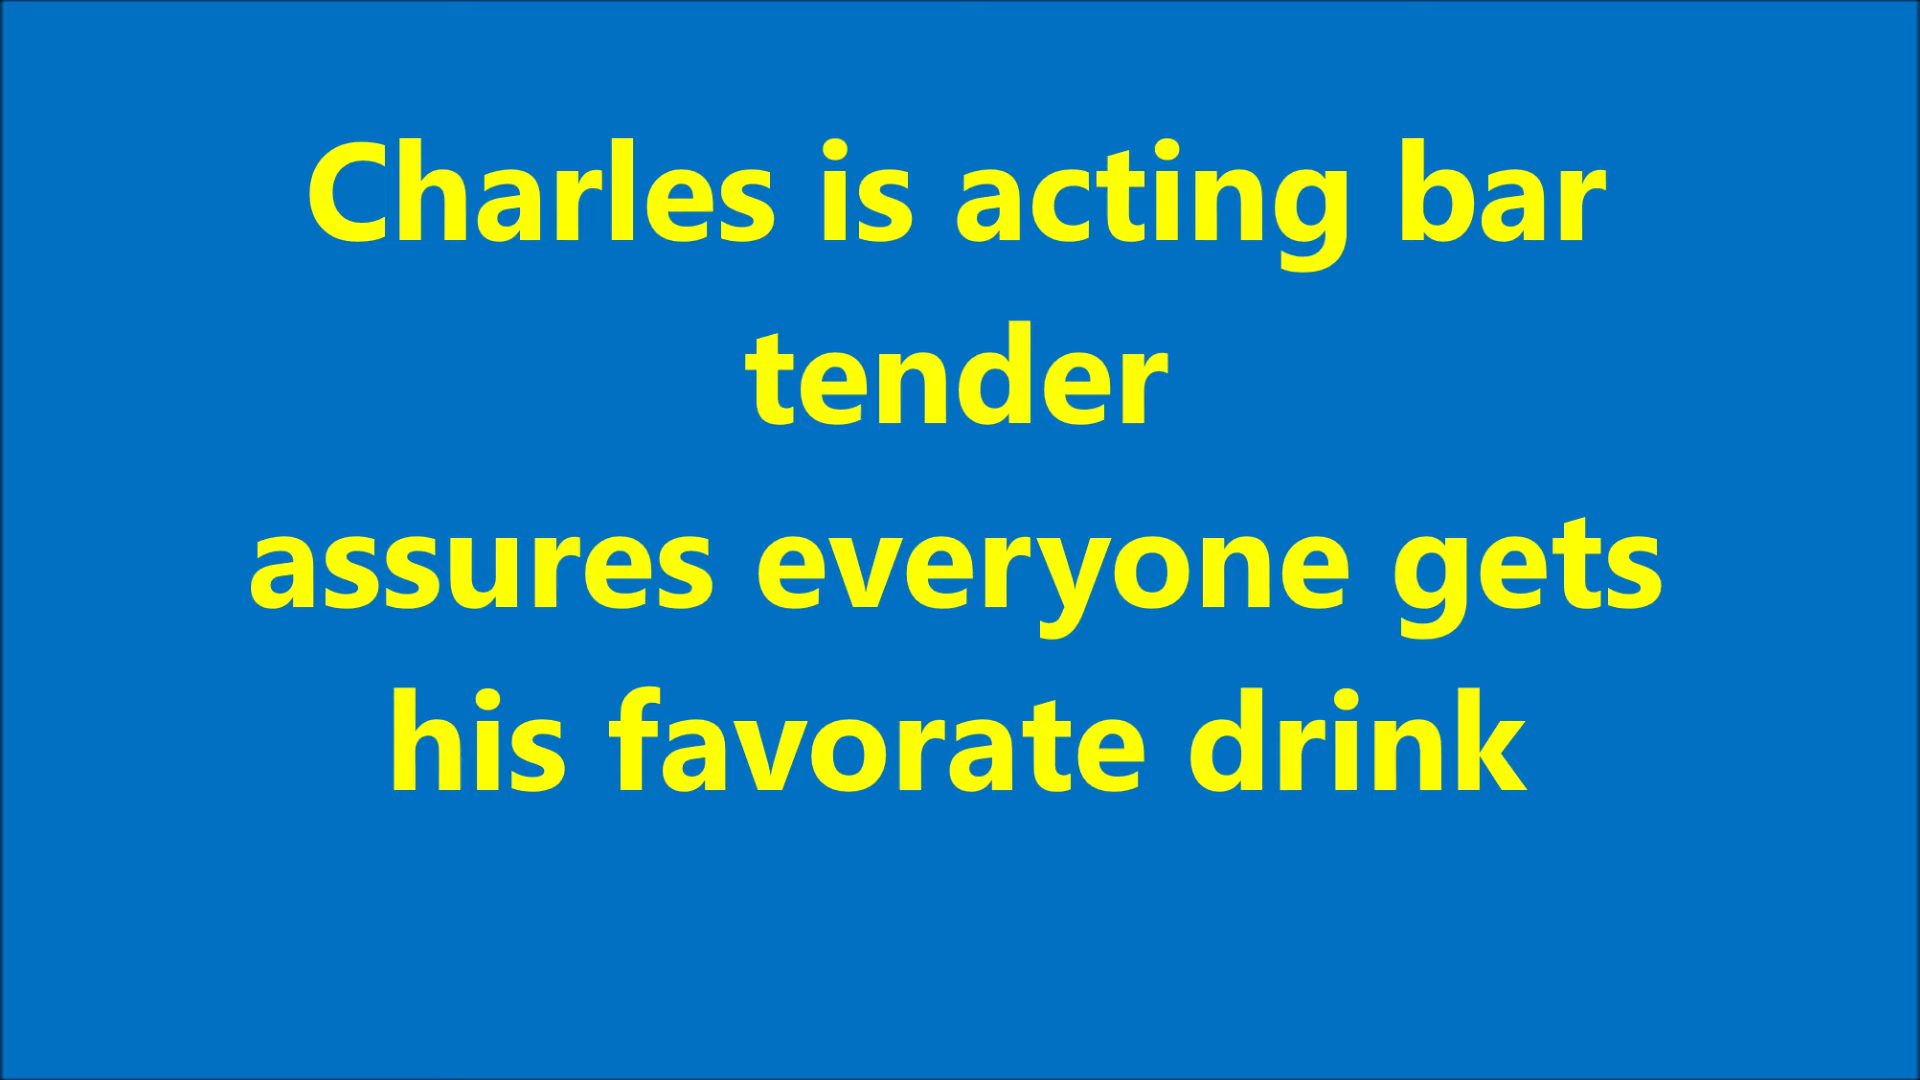 Charles is acting bar
tender
assures everyone gets
his favorate drink